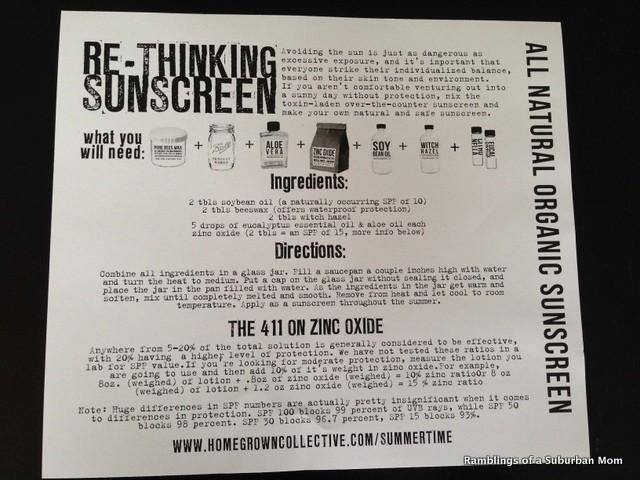 RE-THINKING
SUNSCREEN
Avoiding the sun is just as dangerous as
excessive exposure, and it's important that
everyone strike their individualized balance,
based on their skin tone and environment.
If you aren't comfortable venturing out into
a sunny day without protection, mix the
toxin-laden over-the-counter sunscreen and
make your own natural and safe sunscreen.
what you
will need:
PURE BEES WAX
+
Ball
PERFECT
MASON
+
ALOE
VERA
+
ZINC OXIDE
+
SOY
BEAN OIL
+
WITCH
HAZEL
+
Ingredients:
2 tbls soybean oil (a naturally occurring SPF of 10)
2 tbls beeswax (offers waterproof protection)
2 tbls witch hazel
5 drops of eucalyptus essential oil & aloe oil each
zinc oxide (2 tbls = an SPF of 15, more info below)
Directions:
Combine all ingredients in a glass jar. Fill a saucepan a couple inches high with water
and turn the heat to medium. Put a cap on the glass jar without sealing it closed, and
place the jar in the pan filled with water. As the ingredients in the jar get warm and
soften, mix until completely melted and smooth. Remove from heat and let cool to room
temperature. Apply as a sunscreen throughout the summer.
THE 411 ON ZINC OXIDE
Anywhere from 5-20% of the total solution is generally considered to be effective,
with 20% having a higher level of protection. We have not tested these ratios in a
lab for SPF value.If you're looking for moderate protection, measure the lotion you
are going to use and then add 10% of it's weight in zinc oxide.For example,
8oz. (weighed) of lotion + .8oz of zinc oxide (weighed) = 10% zinc ratioOr 8 oz
(weighed) of lotion + 1.2 oz zinc oxide (weighed) = 15 % zinc ratio
Note: Huge differences in SPF numbers are actually pretty insignificant when it comes
to differences in protection. SPF 100 blocks 99 percent of UVB rays, while SPF 50
blocks 98 percent. SPF 30 blocks 96.7 percent, SPF 15 blocks 93%.
WWW.HOMEGROWNCOLLECTIVE.COM/SUMMERTIME
ALL NATURAL ORGANIC SUNSCREEN
Ramblings of a Suburban Mom